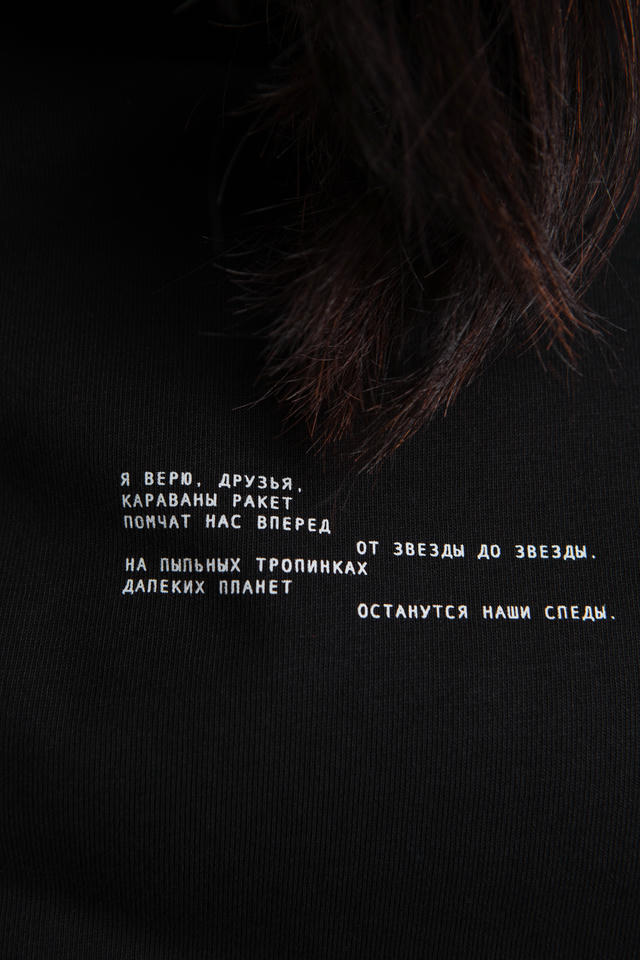 Я ВЕРЮ, ДРУЗЬЯ,
КАРАВАНЫ РАКЕТ
ПОМЧАТ НАС ВПЕРЕД
ОТ ЗВЕЗДЫ ДО ЗВЕЗДЫ.
НА ПЫЛЬНЫХ ТРОПИНКАХ
ДАЛЕКИХ ПЛАНЕТ
ОСТАНУТСЯ НАШИ СЛЕДЫ.